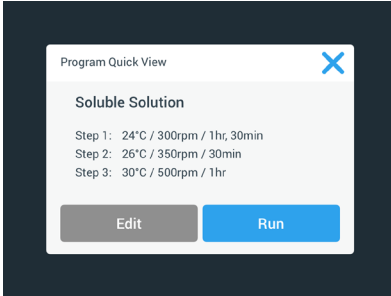 Program Quick View
Soluble Solution
Step 1: 24°C / 300rpm / 1hr, 30min
Step 2: 26°C / 350rpm / 30min
Step 3: 30°C / 500rpm / 1hr
Edit Run